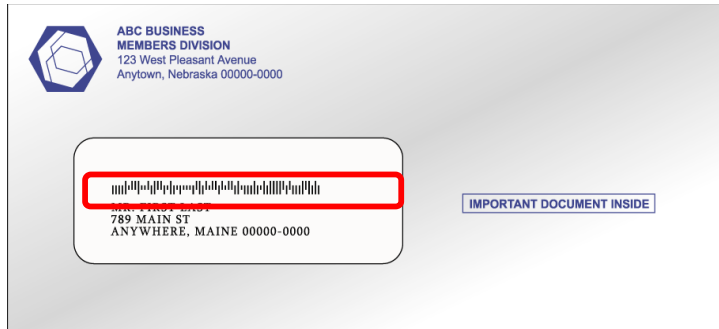 ABC BUSINESS
MEMBERS DIVISION
123 West Pleasant Avenue
Anytown, Nebraska 00000-0000
MR. FIRST LAST
789 MAIN ST
ANYWHERE, MAINE 00000-0000
IMPORTANT DOCUMENT INSIDE